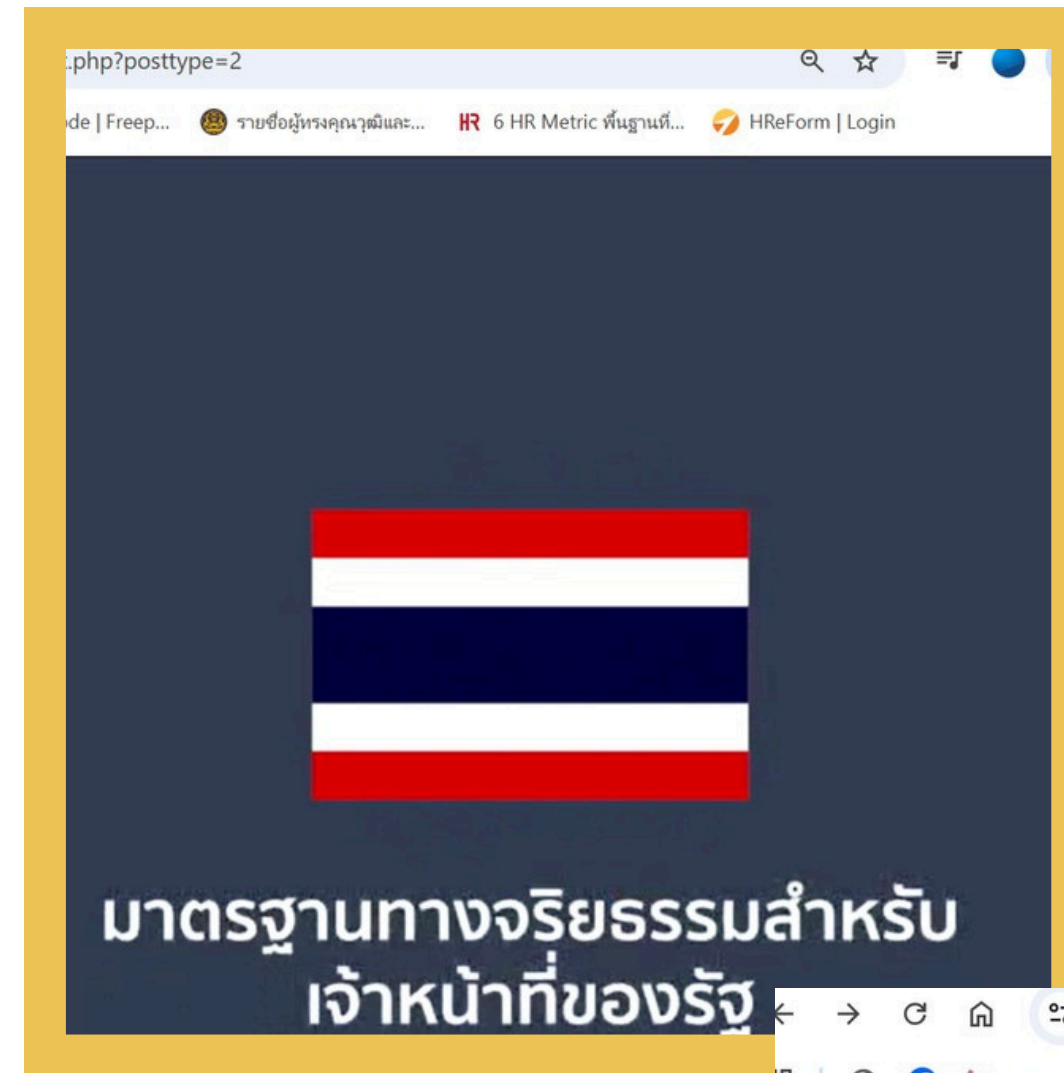 .php?posttype=2
ode | Freep... รายชื่อผู้ทรงคุณวุฒิและ... HR 6 HR Metric พื้นฐานที่... HReForm | Login
มาตรฐานทางจริยธรรมสำหรับ
เจ้าหน้าที่ของรัฐ